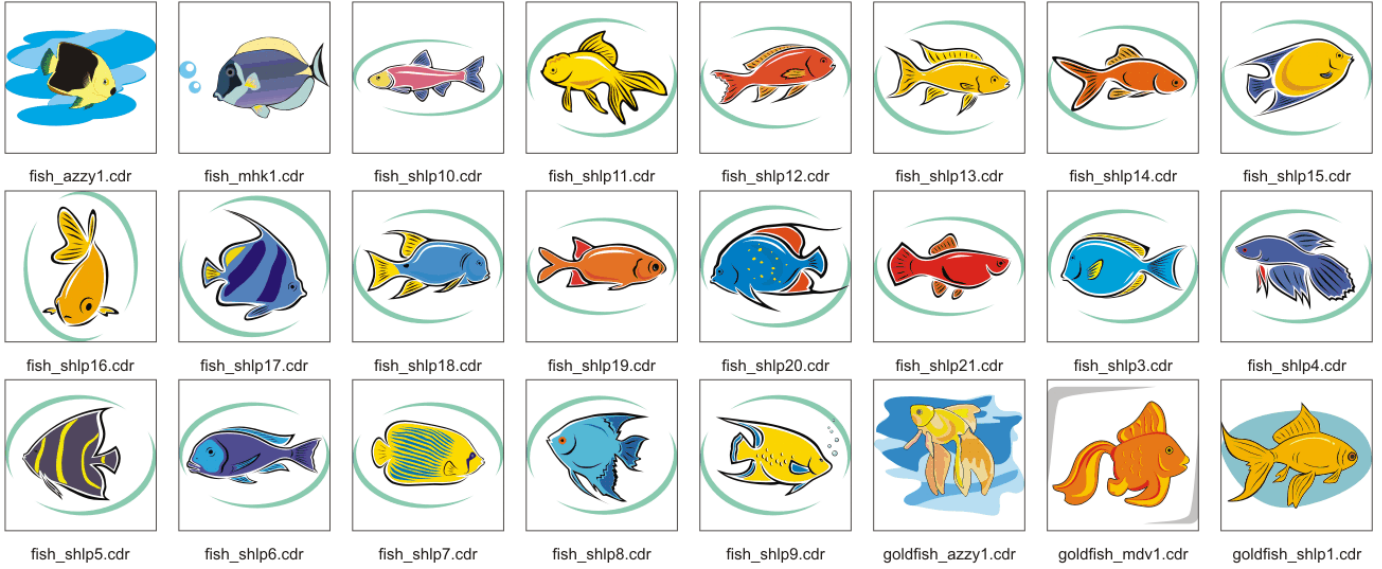 fish_azzy1.cdr fish_mhk1.cdr fish_shlp10.cdr fish_shlp11.cdr fish_shlp12.cdr fish_shlp13.cdr fish_shlp14.cdr fish_shlp15.cdr
fish_shlp16.cdr fish_shlp17.cdr fish_shlp18.cdr fish_shlp19.cdr fish_shlp20.cdr fish_shlp21.cdr fish_shlp3.cdr fish_shlp4.cdr
fish_shlp5.cdr fish_shlp6.cdr fish_shlp7.cdr fish_shlp8.cdr fish_shlp9.cdr goldfish_azzy1.cdr goldfish_mdv1.cdr goldfish_shlp1.cdr